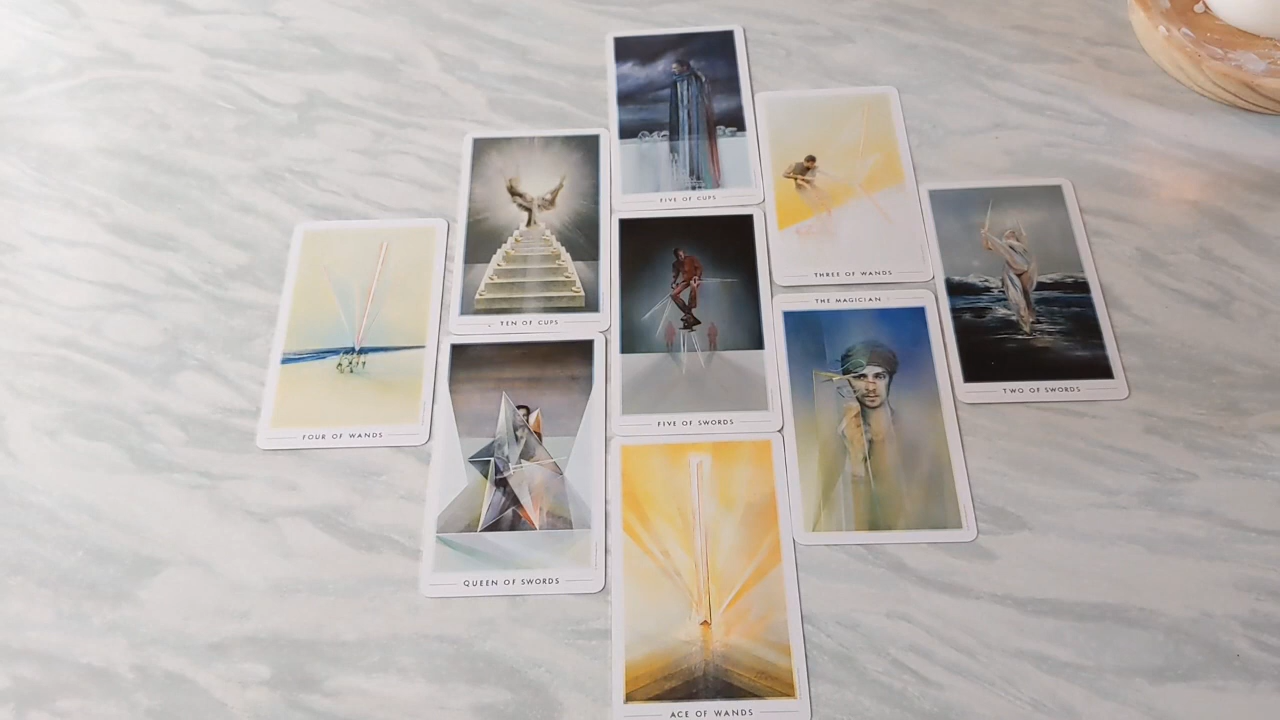 FIVE OF CUPS
THREE OF WANDS
TEN OF CUPS
THE MAGICIAN
TWO OF SWORDS
FOUR OF WANDS
FIVE OF SWORDS
QUEEN OF SWORDS
ACE OF WANDS